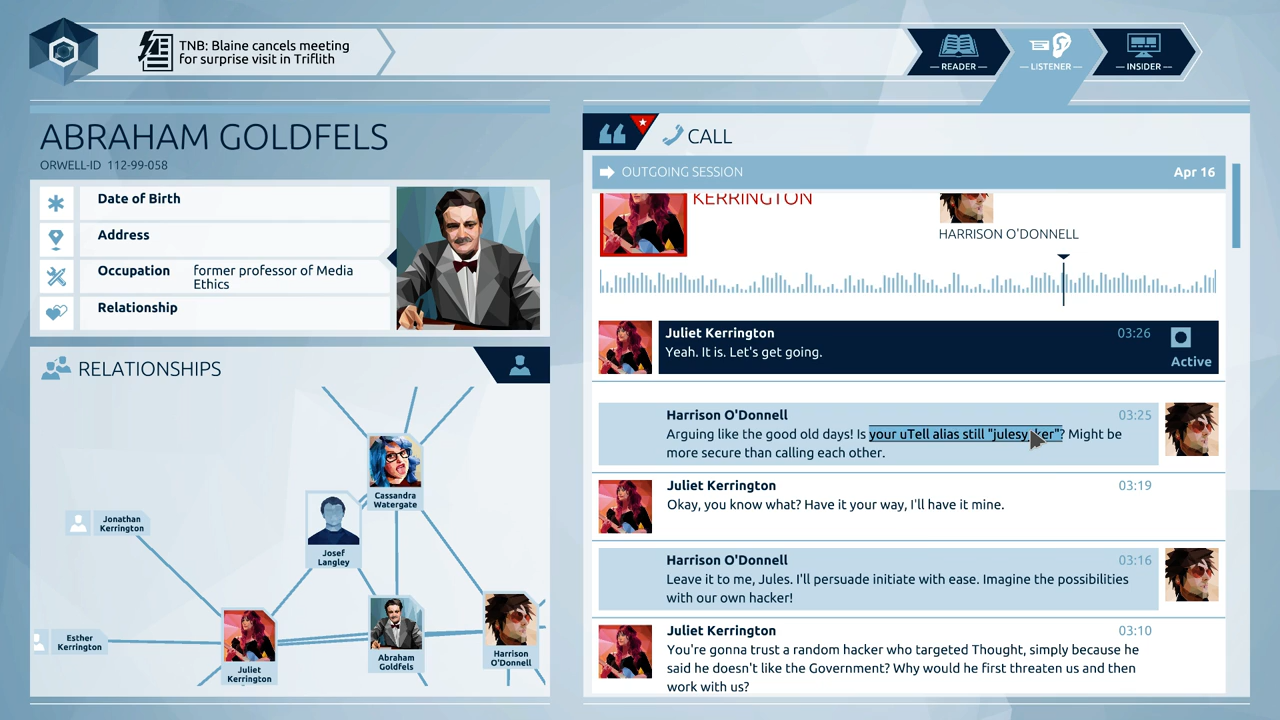 TNB: Blaine cancels meeting
for surprise visit in Triflith
— READER —
— LISTENER —
— INSIDER —
ABRAHAM GOLDFELS
ORWELL-ID 112-99-058
Date of Birth
Address
Occupation former professor of Media
Ethics
Relationship
RELATIONSHIPS
Cassandra
Watergate
Jonathan
Kerrington
Josef
Langley
Esther
Kerrington
Juliet
Kerrington
Abraham
Goldfels
Harrison
O'Donnell
CALL
OUTGOING SESSION Apr 16
KERRINGTON
HARRISON O'DONNELL
Juliet Kerrington 03:26
Yeah. It is. Let's get going.
Active
Harrison O'Donnell 03:25
Arguing like the good old days! Is your uTell alias still Might be
more secure than calling each other.
Juliet Kerrington 03:19
Okay, you know what? Have it your way, I'll have it mine.
Harrison O'Donnell 03:16
Leave it to me, Jules. I'll persuade initiate with ease. Imagine the possibilities
with our own hacker!
Juliet Kerrington 03:10
You're gonna trust a random hacker who targeted Thought, simply because he
said he doesn't like the Government? Why would he first threaten us and then
work with us?